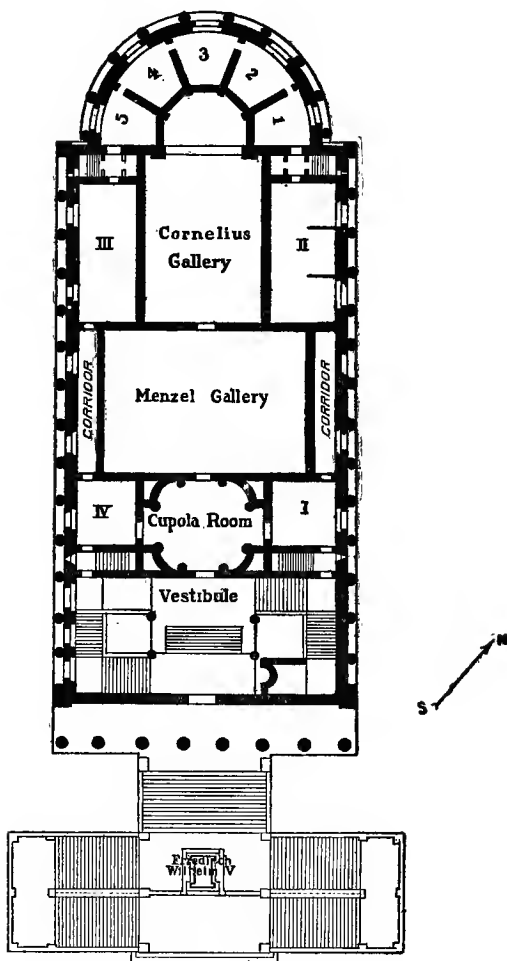 3
4
2
5
1
III
Cornelius
Gallery
II
CORRIDOR
Menzel Gallery
CORRIDOR
IV
Cupola Room
I
Vestibule
N
S
Friedrich
Wilhelm V